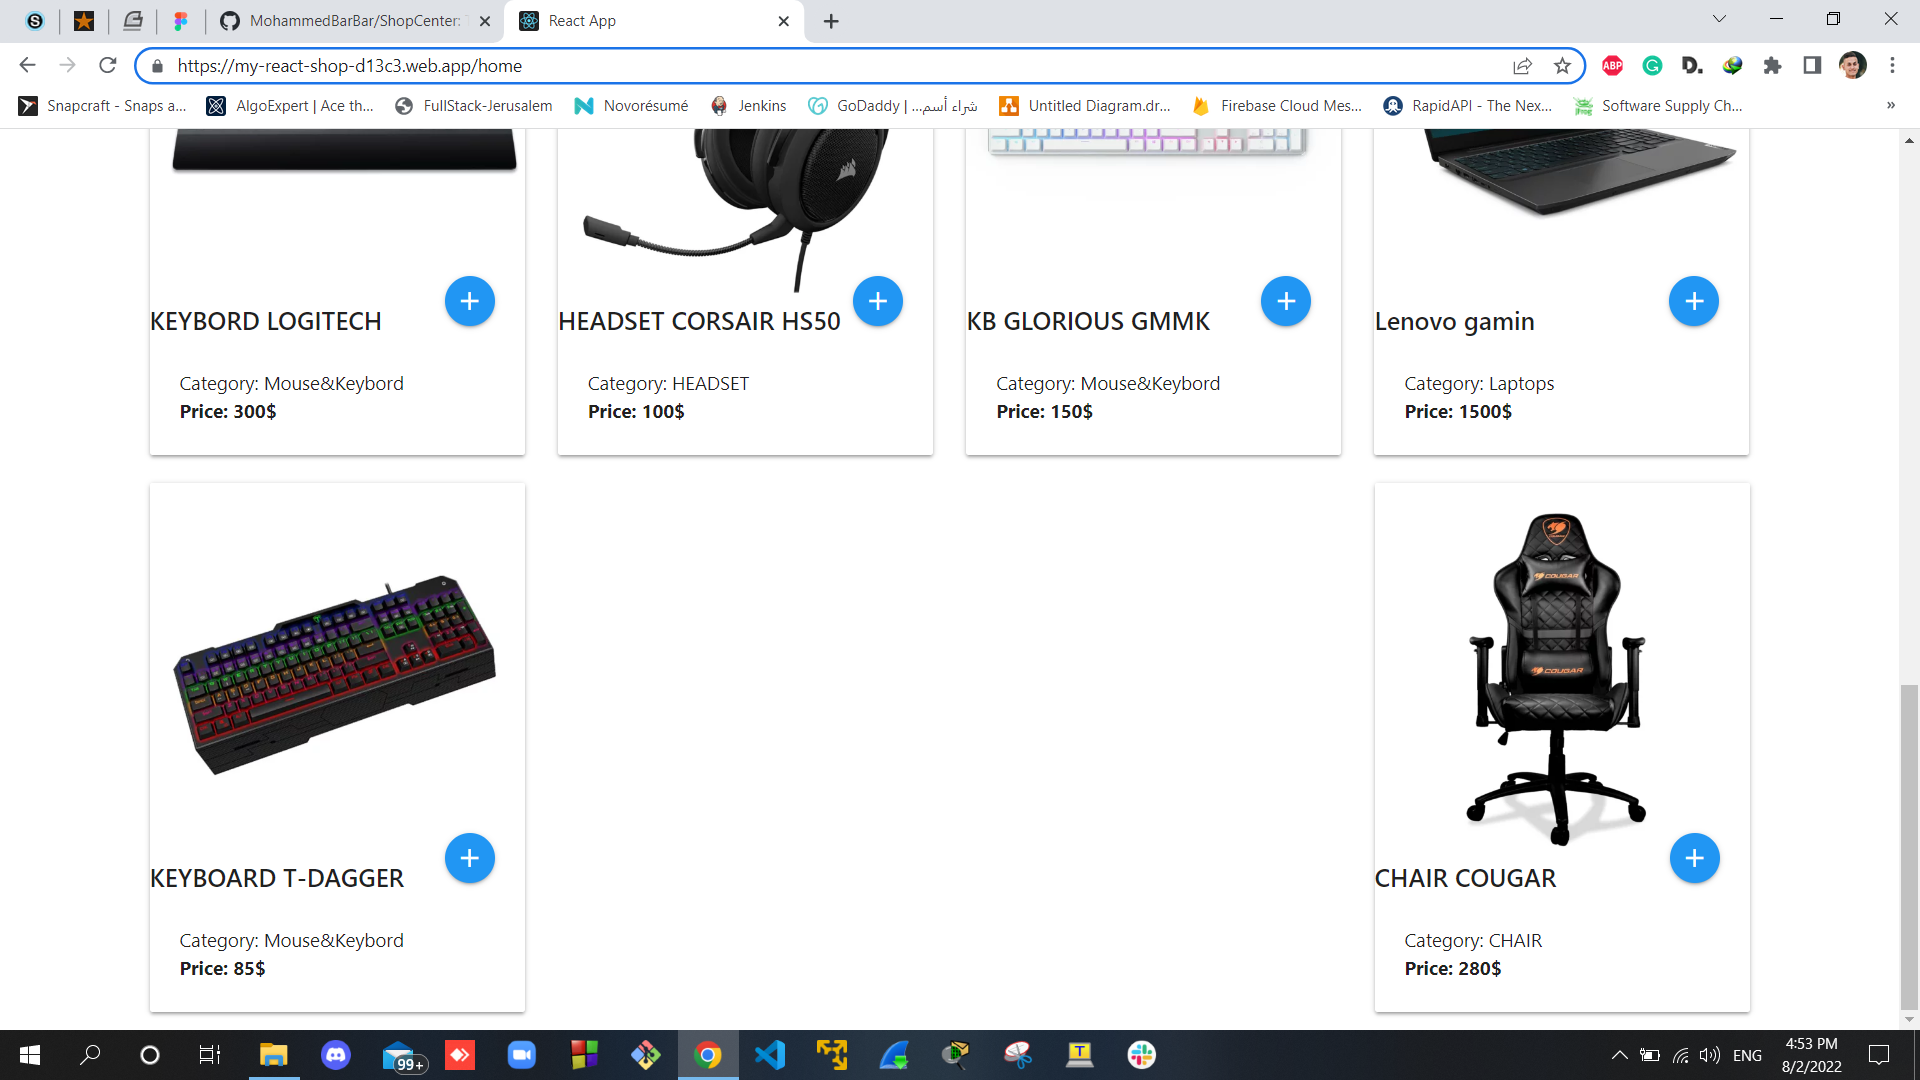 MohammedBarBar/ShopCenter:
React App
https://my-react-shop-d13c3.web.app/home
ABP
Snapcraft - Snaps a...
AlgoExpert | Ace th...
FullStack-Jerusalem
Novorésumé
Jenkins
GoDaddy | ...شراء أسم
Untitled Diagram.dr...
Firebase Cloud Mes...
RapidAPI - The Nex...
Software Supply Ch...
»
KEYBORD LOGITECH
Category: Mouse&Keybord
Price: 300$
HEADSET CORSAIR HS50
Category: HEADSET
Price: 100$
KB GLORIOUS GMMK
Category: Mouse&Keybord
Price: 150$
Lenovo gamin
Category: Laptops
Price: 1500$
KEYBOARD T-DAGGER
Category: Mouse&Keybord
Price: 85$
COUGAR
COUGAR
CHAIR COUGAR
Category: CHAIR
Price: 280$
99+
ENG
4:53 PM
8/2/2022